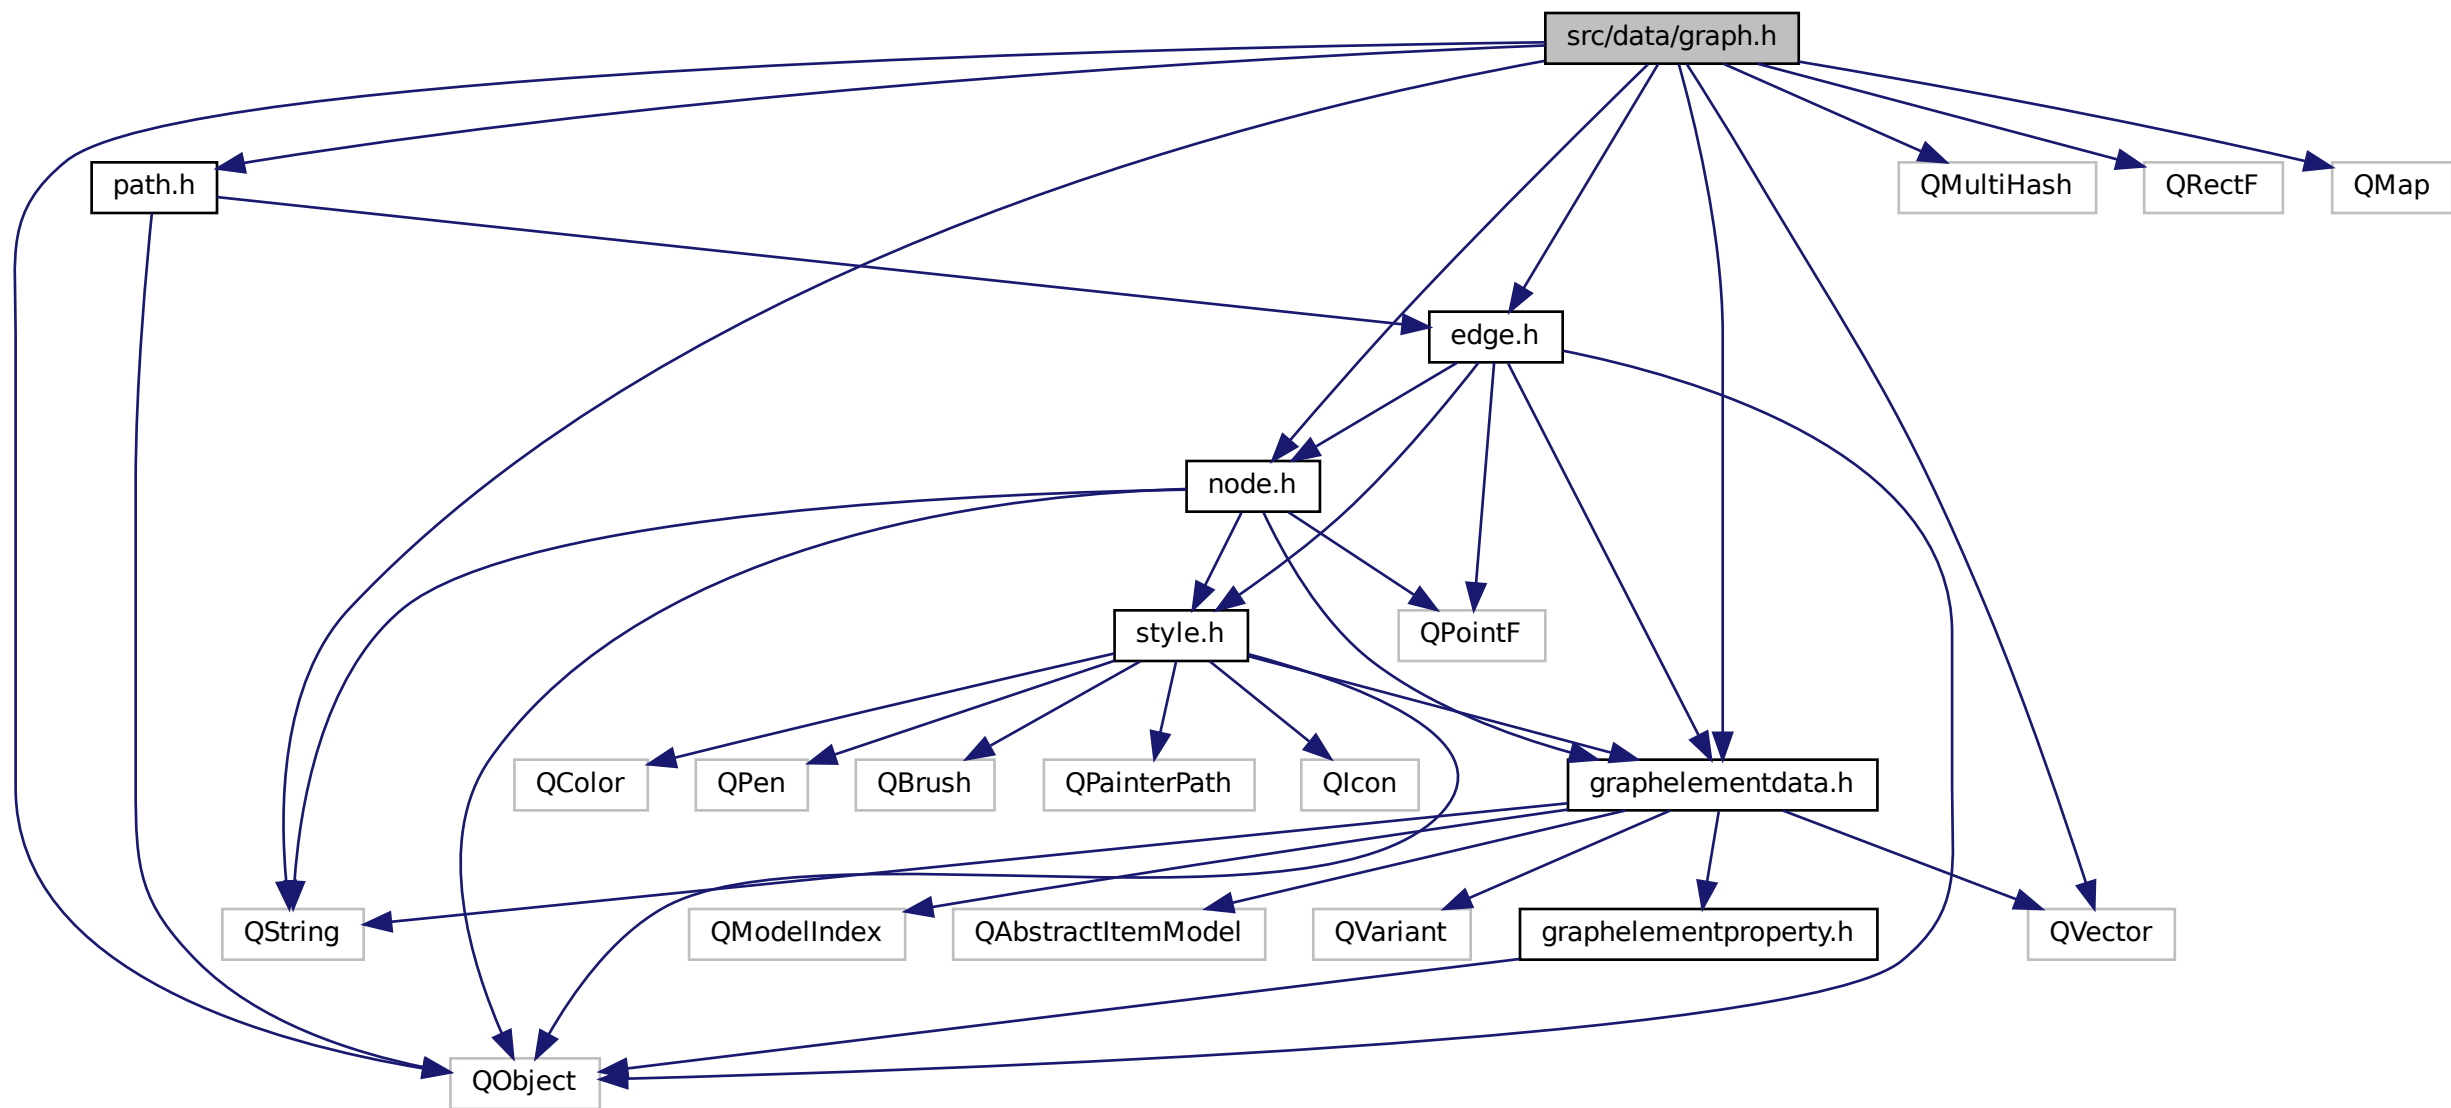 src/data/graph.h
path.h
QMultiHash
QRectF
QMap
edge.h
node.h
style.h
QPointF
QColor
QPen
QBrush
QPainterPath
QIcon
graphelementdata.h
QString
QModelIndex
QAbstractItemModel
QVariant
graphelementproperty.h
QVector
QObject